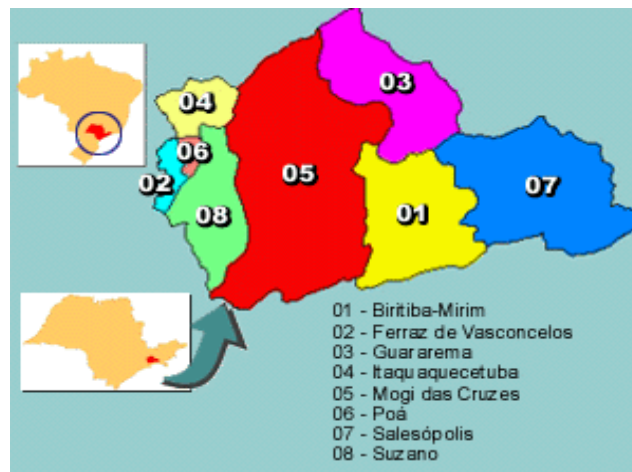 03
04
06
05
02
07
08
01
01 - Biritiba-Mirim
02 - Ferraz de Vasconcelos
03 - Guararema
04 - Itaquaquecetuba
05 - Mogi das Cruzes
06 - Poá
07 - Salesópolis
08 - Suzano